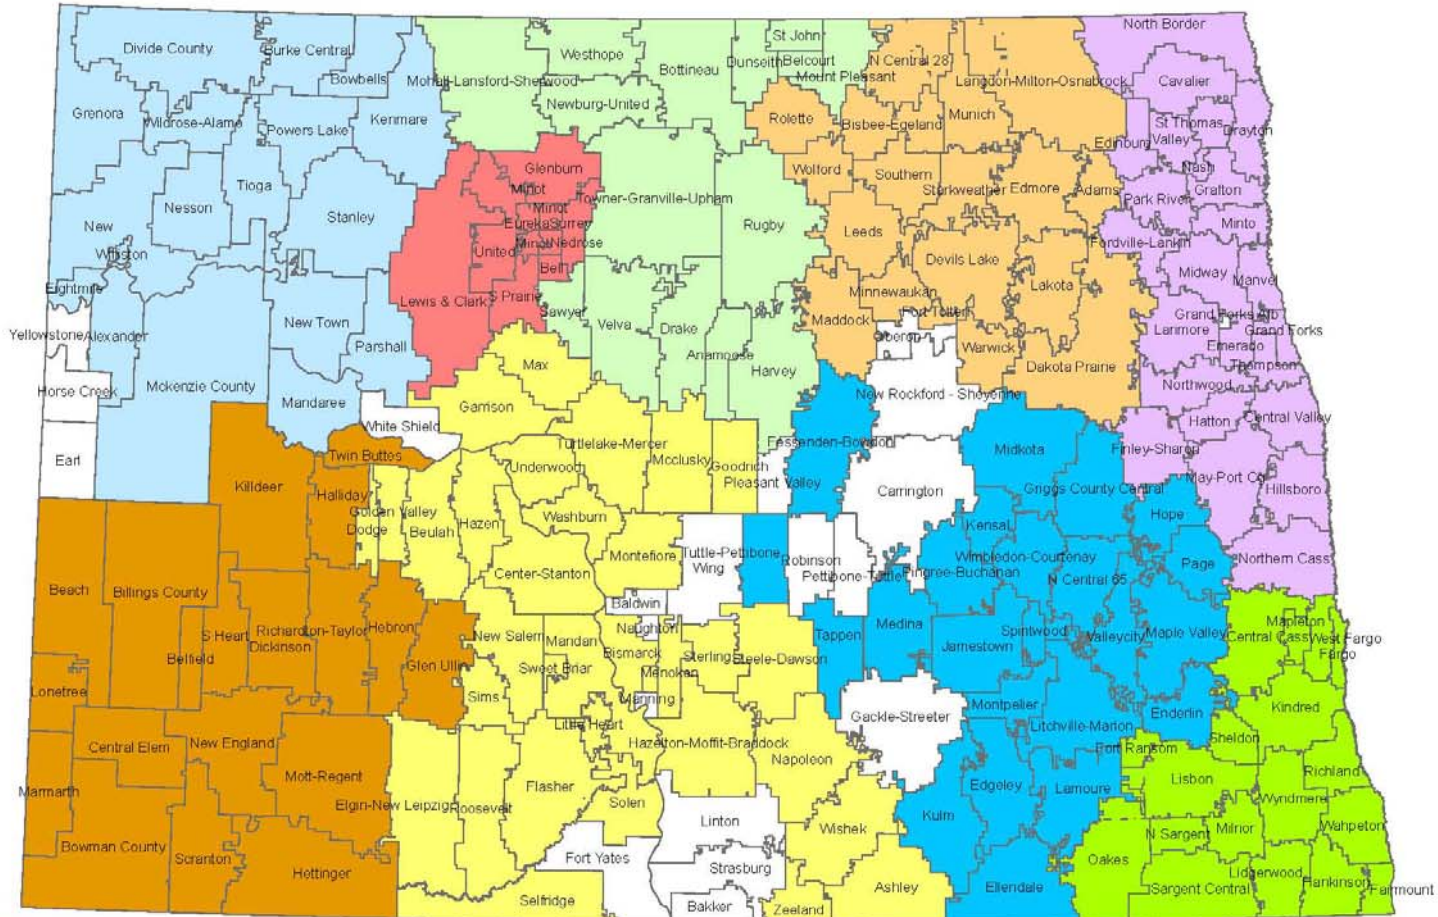 North Border
Divide County
Burke Central
Bowbells
Mohall-Lansford-Sherwood
Westhope
Bottineau
St John
Dunseith
Belcourt
Mount Pleasant
N Central 28
Langdon-Milton-Osnabrock
Cavalier
Grenora
Wildrose-Alamo
Powers Lake
Kenmare
Newburg-United
Rolette
Bisbee-Egeland
Munich
Edinburg
St Thomas
Valley
Drayton
Nash
Grafton
Park River
Minto
Tioga
Nesson
Stanley
Glenburn
Minot
Minot
Eureka
Surrey
Minot
Nedrose
United
Bell
Towner-Granville-Upham
Rugby
Wolford
Southern
Starkweather
Edmore
Adams
Leeds
Devils Lake
Lakota
Fordville-Lankin
Midway
Manvel
New
Williston
Eightmile
Yellowstone
Alexander
Horse Creek
Earl
Mckenzie County
New Town
Parshall
Mandaree
White Shield
Lewis & Clark
S Prairie
Sawyer
Velva
Drake
Anamoose
Harvey
Maddock
Minnewaukan
Fort Totten
Oberon
Warwick
Dakota Prairie
Grand Forks Afb
Larimore
Grand Forks
Emerado
Thompson
Northwood
Hatton
Central Valley
Finley-Sharon
May-Port CG
Hillsboro
Northern Cass
Max
Garrison
Turtlelake-Mercer
Mcclusky
Goodrich
Pleasant Valley
Fessenden-Bowdon
New Rockford - Sheyenne
Carrington
Midkota
Griggs County Central
Hope
Page
Twin Buttes
Killdeer
Halliday
Golden Valley
Dodge
Beulah
Hazen
Underwood
Washburn
Center-Stanton
Montefiore
Tuttle-Pettibone
Wing
Robinson
Pettibone-Tuttle
Pingree-Buchanan
Kensal
Wimbledon-Courtenay
N Central 65
Beach
Billings County
Belfield
S Heart
Richardton-Taylor
Dickinson
Hebron
Glen Ullin
New Salem
Mandan
Sweet Briar
Sims
Baldwin
Naughton
Bismarck
Menoken
Manning
Sterling
Steele-Dawson
Tappen
Medina
Jamestown
Spiritwood
Valleycity
Maple Valley
Mapleton
Central Cass
West Fargo
Fargo
Kindred
Lonetree
Central Elem
New England
Mott-Regent
Marmarth
Bowman County
Scranton
Hettinger
Elgin-New Leipzig
Roosevelt
Flasher
Little Heart
Solen
Hazelton-Moffit-Braddock
Napoleon
Gackle-Streeter
Montpelier
Litchville-Marion
Enderlin
Fort Ransom
Sheldon
Lisbon
Richland
Wyndmere
Wahpeton
Edgeley
Lamoure
Kulm
Linton
Wishek
Fort Yates
Strasburg
Selfridge
Bakker
Zeeland
Ashley
Ellendale
Oakes
N Sargent
Milnor
Sargent Central
Lidgerwood
Hankinson
Fairmount